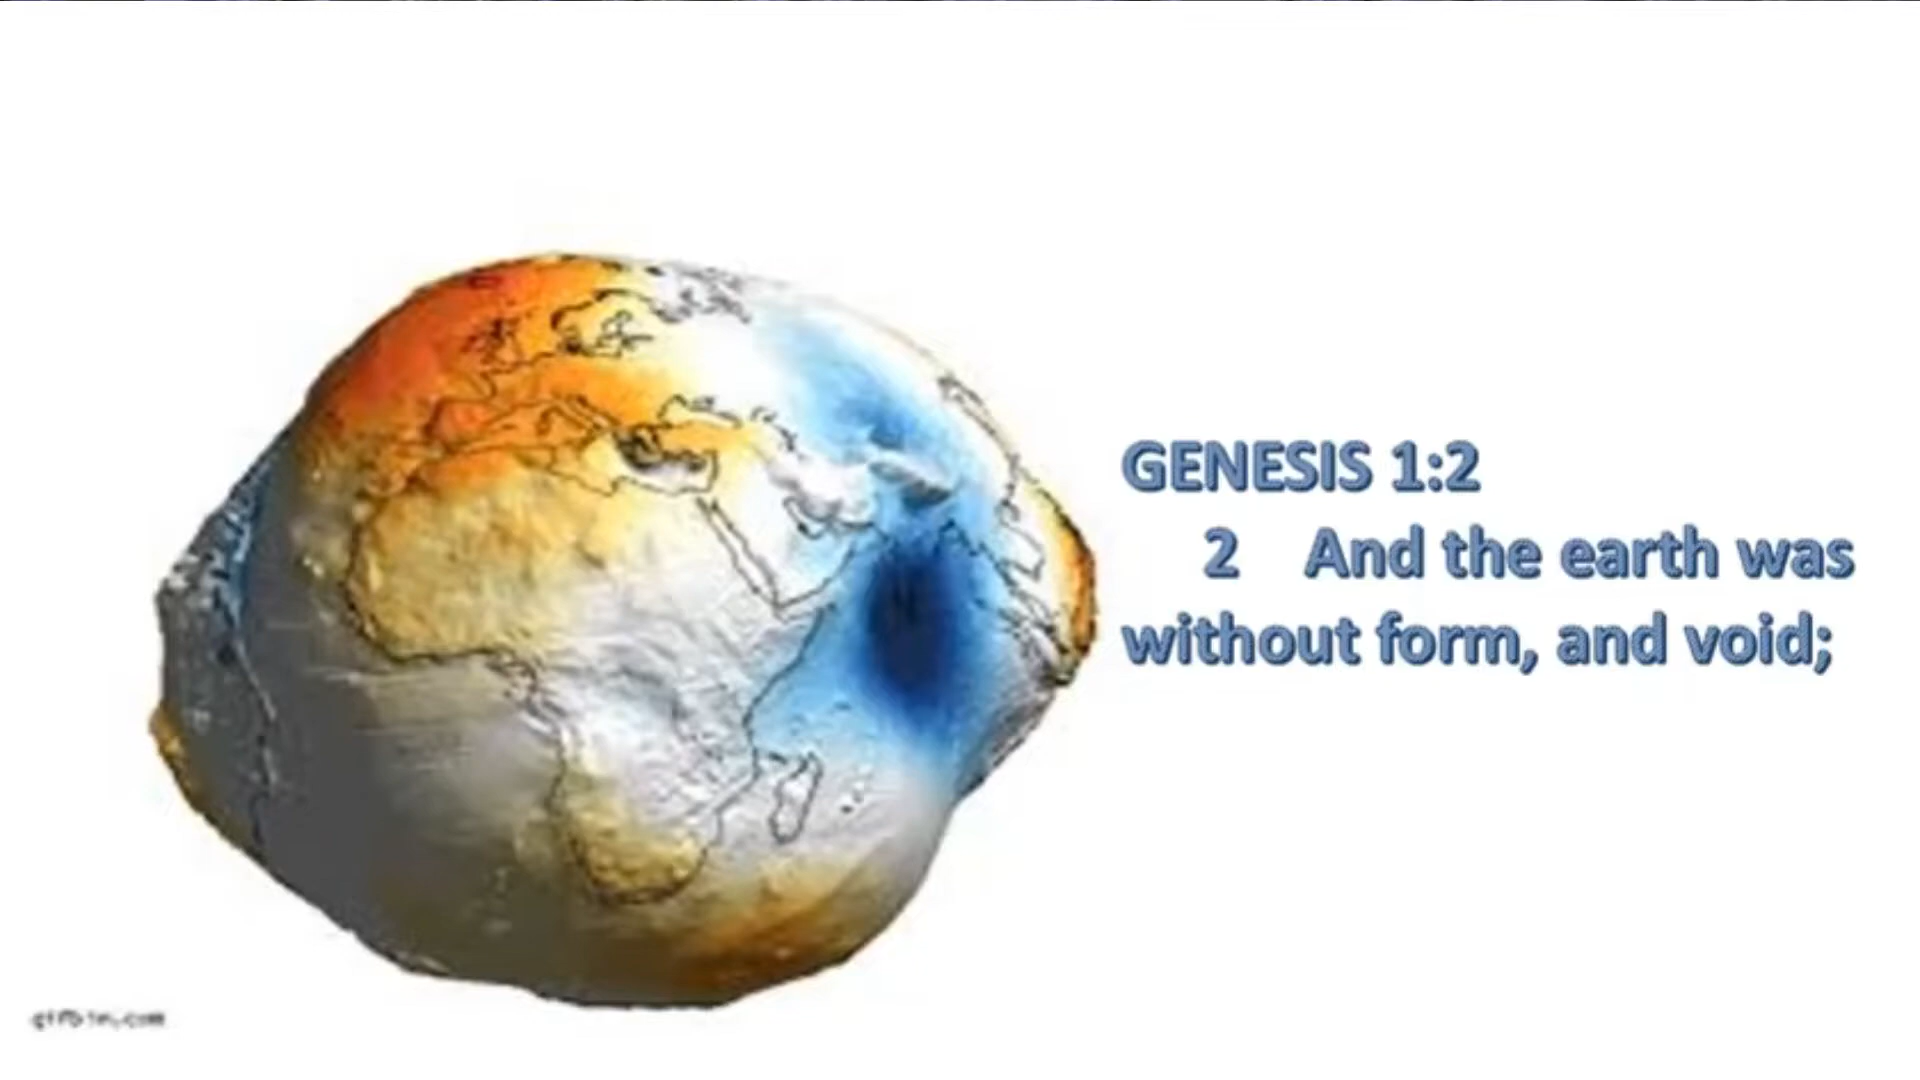 GENESIS 1:2
2 And the earth was
without form, and void;